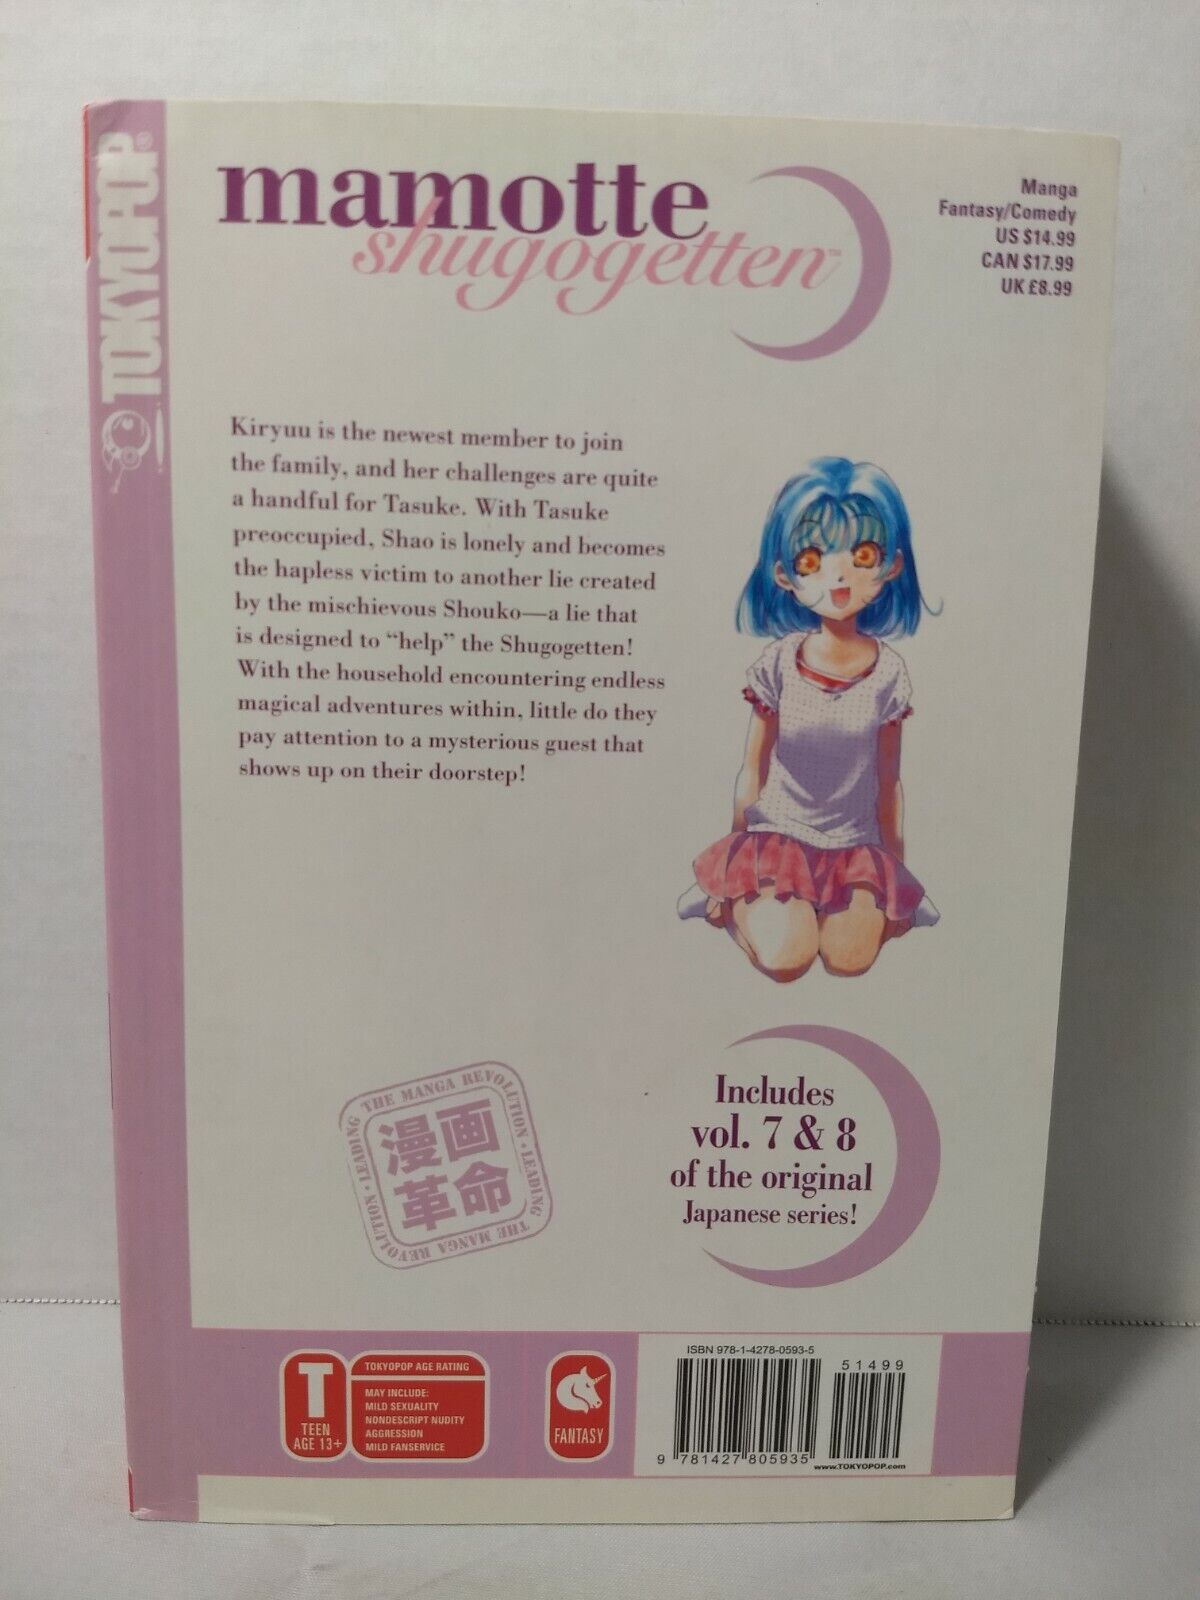 TOKYOPOP®
mamotte
shugogetten™
Manga
Fantasy/Comedy
US $14.99
CAN $17.99
UK £8.99
Kiryuu is the newest member to join
the family, and her challenges are quite
a handful for Tasuke. With Tasuke
preoccupied, Shao is lonely and becomes
the hapless victim to another lie created
by the mischievous Shouko—a lie that
is designed to “help” the Shugogetten!
With the household encountering endless
magical adventures within, little do they
pay attention to a mysterious guest that
shows up on their doorstep!
LEADING • THE MANGA REVOLUTION • LEADING THE MANGA REVOLUTION •
漫画
革命
Includes
vol. 7 & 8
of the original
Japanese series!
T
TEEN
AGE 13+
TOKYOPOP AGE RATING
MAY INCLUDE:
MILD SEXUALITY
NONDESCRIPT NUDITY
AGGRESSION
MILD FANSERVICE
FANTASY
ISBN 978-1-4278-0593-5
51499
9 781427 805935
www.TOKYOPOP.com